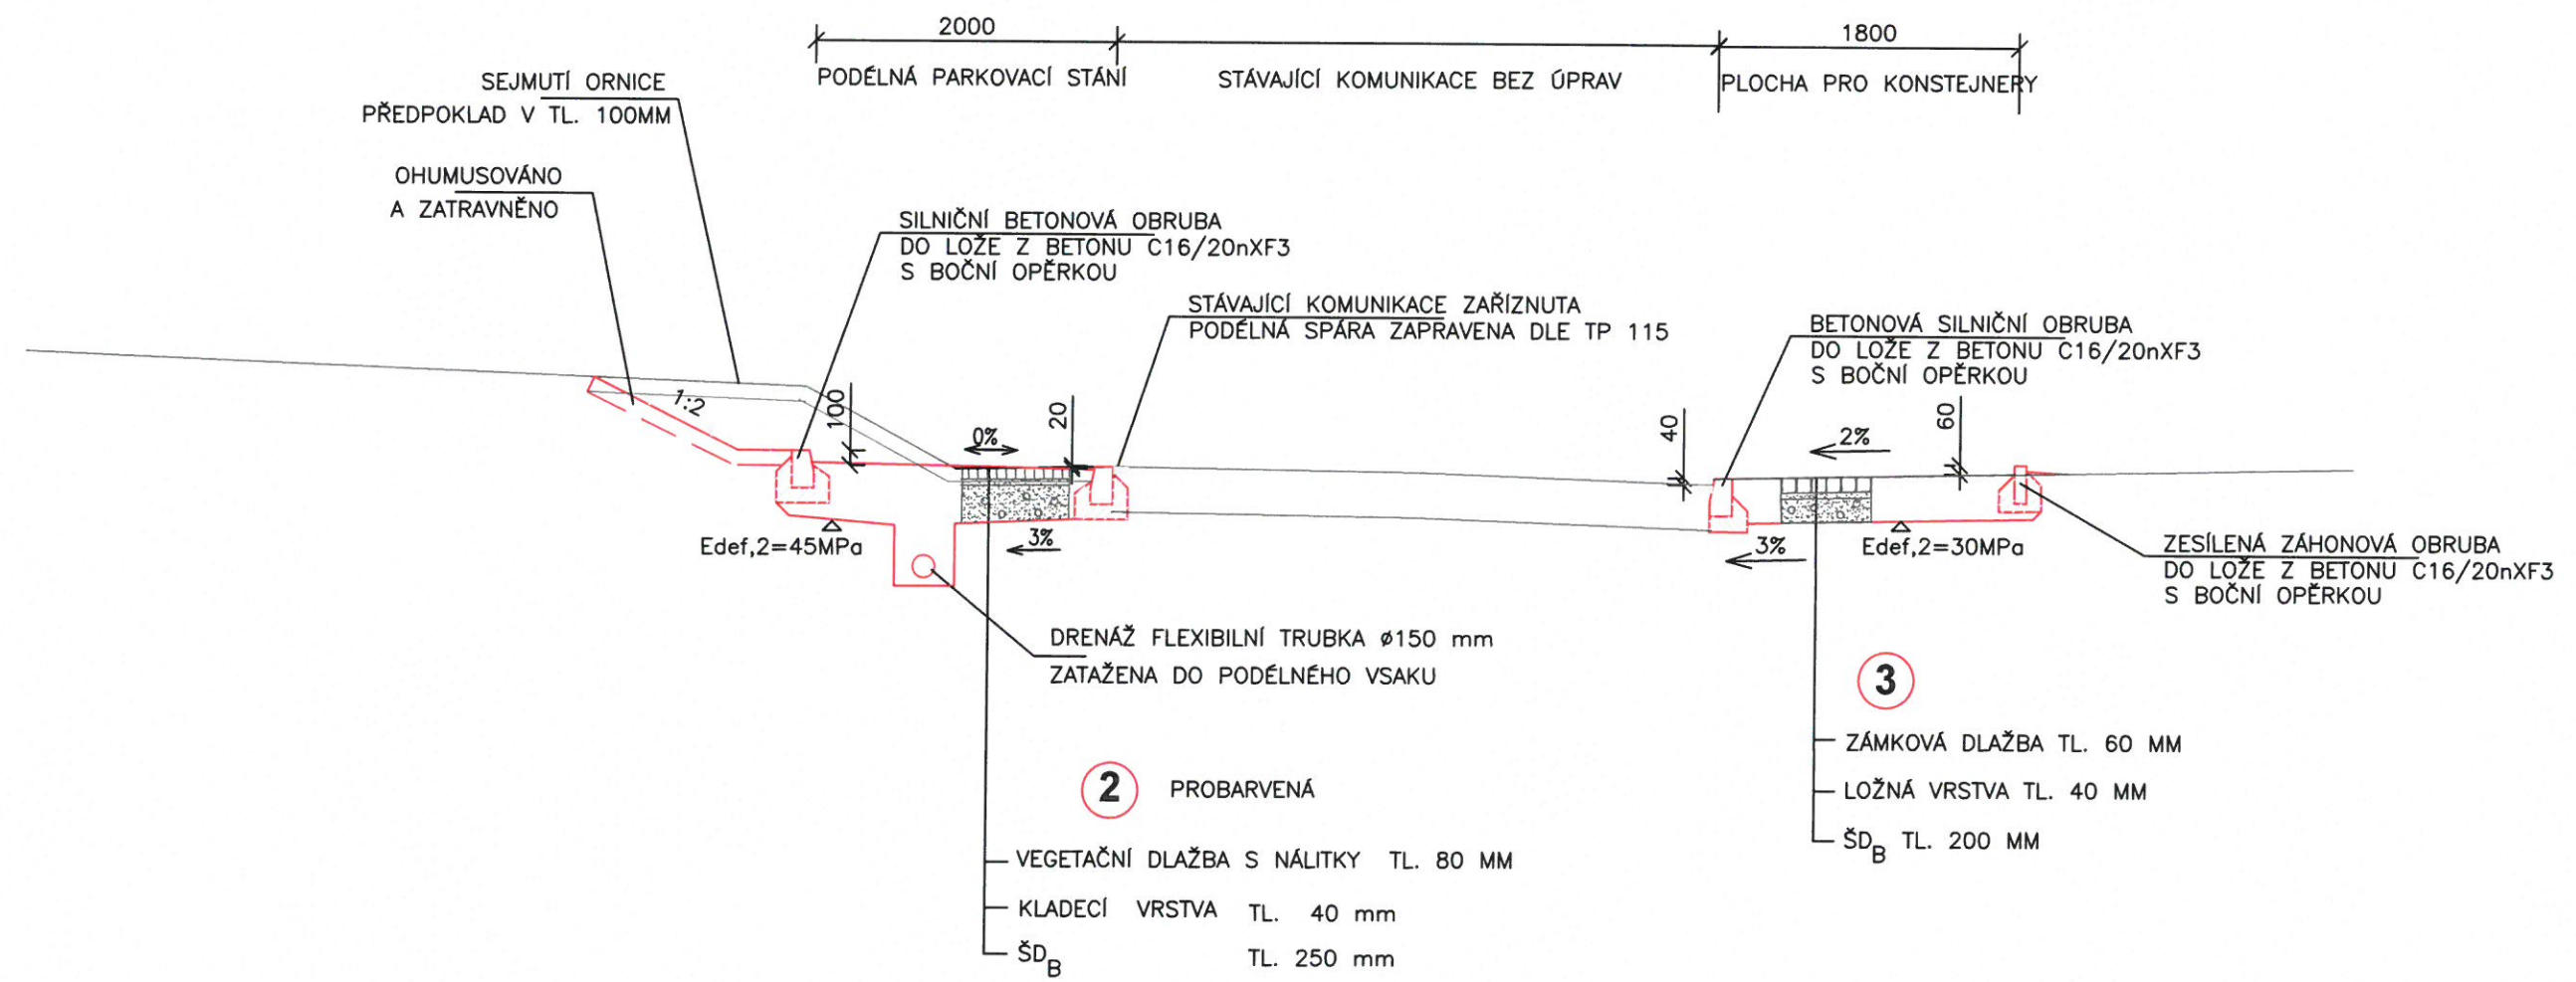 2000
1800
PODÉLNÁ PARKOVACÍ STÁNÍ
STÁVAJÍCÍ KOMUNIKACE BEZ ÚPRAV
PLOCHA PRO KONSTEJNERY
SEJMUTÍ ORNICE
PŘEDPOKLAD V TL. 100MM
OHUMUSOVÁNO
A ZATRAVNĚNO
SILNIČNÍ BETONOVÁ OBRUBA
DO LOŽE Z BETONU C16/20nXF3
S BOČNÍ OPĚRKOU
STÁVAJÍCÍ KOMUNIKACE ZAŘÍZNUTA
PODÉLNÁ SPÁRA ZAPRAVENA DLE TP 115
BETONOVÁ SILNIČNÍ OBRUBA
DO LOŽE Z BETONU C16/20nXF3
S BOČNÍ OPĚRKOU
1:2
100
0%
20
40
2%
60
Edef,2=45MPa
3%
3%
Edef,2=30MPa
ZESÍLENÁ ZÁHONOVÁ OBRUBA
DO LOŽE Z BETONU C16/20nXF3
S BOČNÍ OPĚRKOU
DRENÁŽ FLEXIBILNÍ TRUBKA ø150 mm
ZATAŽENA DO PODÉLNÉHO VSAKU
3
ZÁMKOVÁ DLAŽBA TL. 60 MM
LOŽNÁ VRSTVA TL. 40 MM
ŠDB TL. 200 MM
2 PROBARVENÁ
VEGETAČNÍ DLAŽBA S NÁLITKY TL. 80 MM
KLADECÍ VRSTVA TL. 40 mm
ŠDB TL. 250 mm